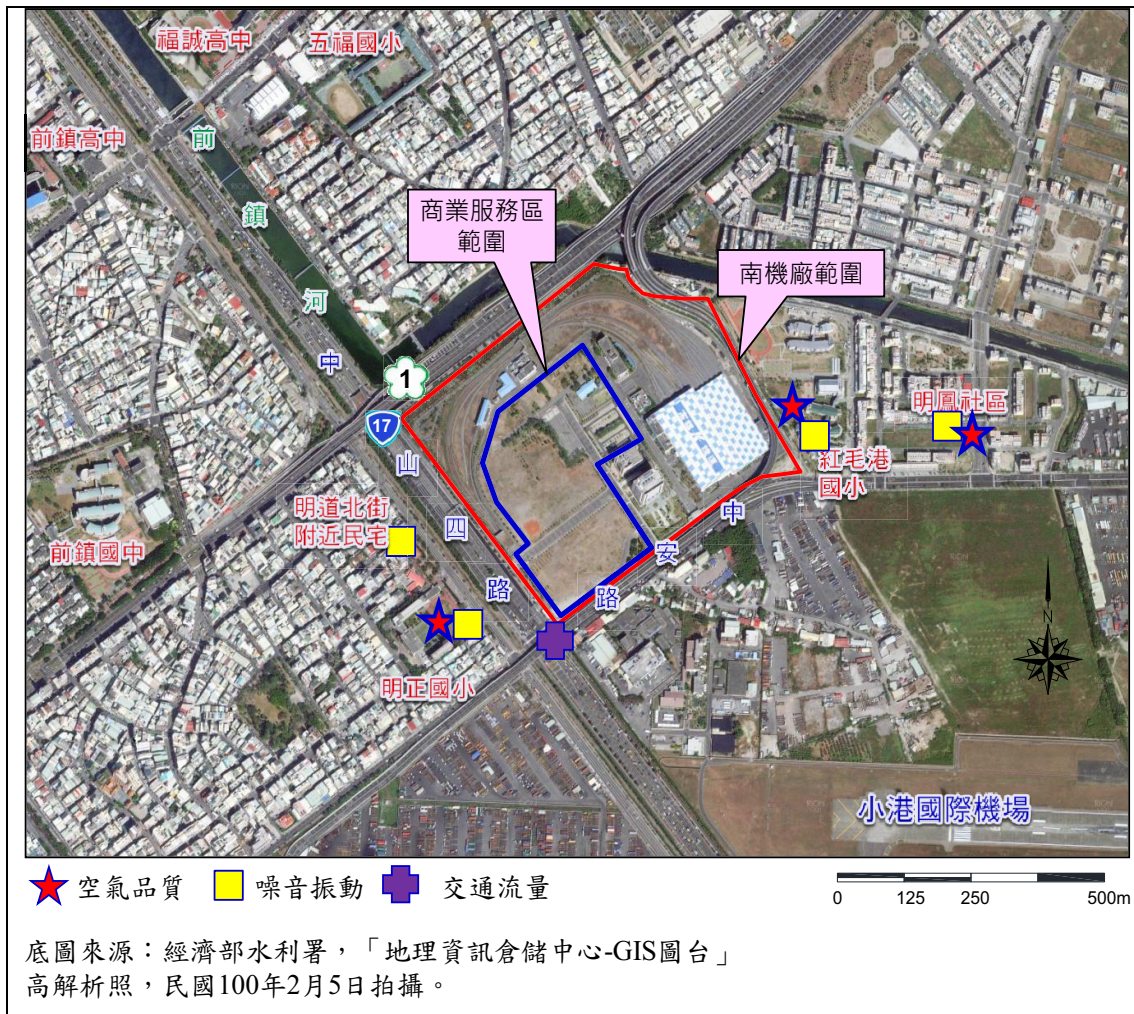 福誠高中
五福國小
前鎮高中
前
鎮
河
商業服務區
範圍
南機廠範圍
中
1
17
明鳳社區
紅毛港
國小
山
明道北街
附近民宅
四
中
安
前鎮國中
路
路
明正國小
N
小港國際機場
空氣品質
噪音振動
交通流量
0 125 250 500m
底圖來源：經濟部水利署，「地理資訊倉儲中心-GIS圖台」
高解析照，民國100年2月5日拍攝。